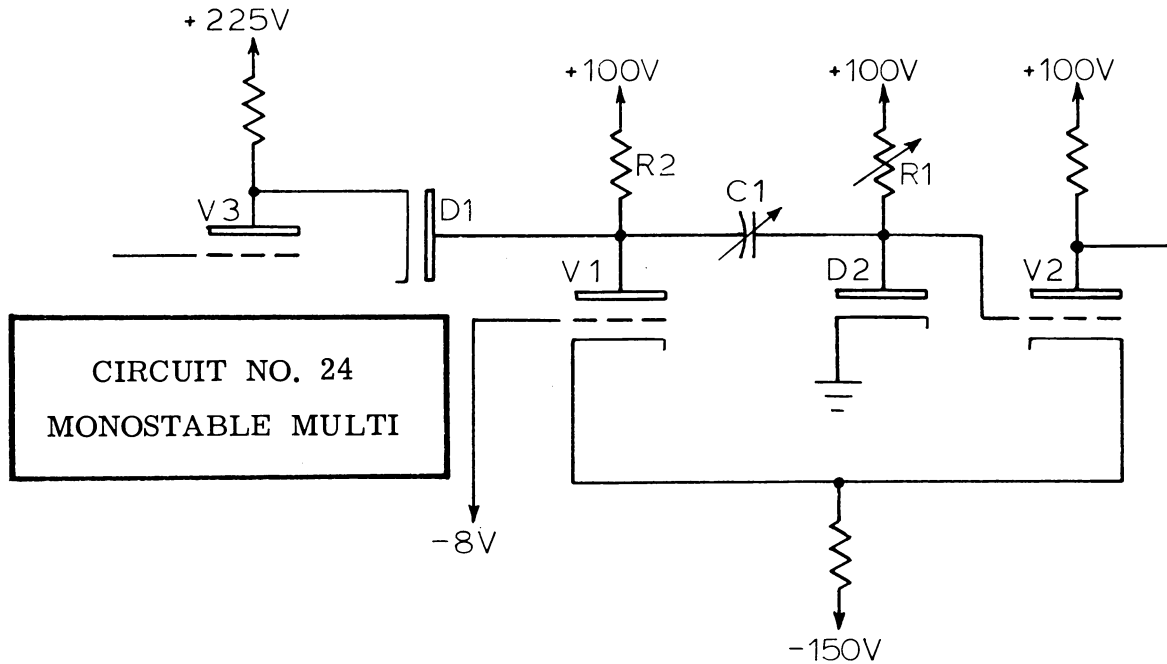 +225V
+100V
+100V
+100V
R2
R1
C1
V3
D1
V1
D2
V2
CIRCUIT NO. 24
MONOSTABLE MULTI
-8V
-150V